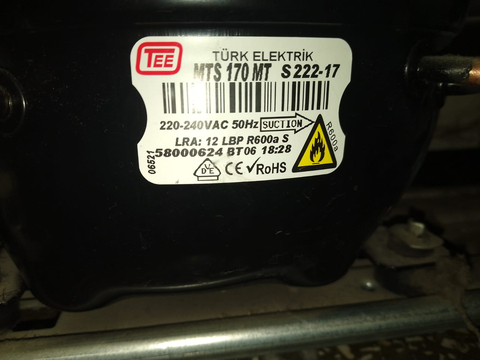 TEE
TÜRK ELEKTRİK
MTS 170 MT S 222-17
220-240VAC 50Hz SUCTION
LRA: 12 LBP R600a S
58000624 BT06 18:28
CE √RoHS
R600a
06521